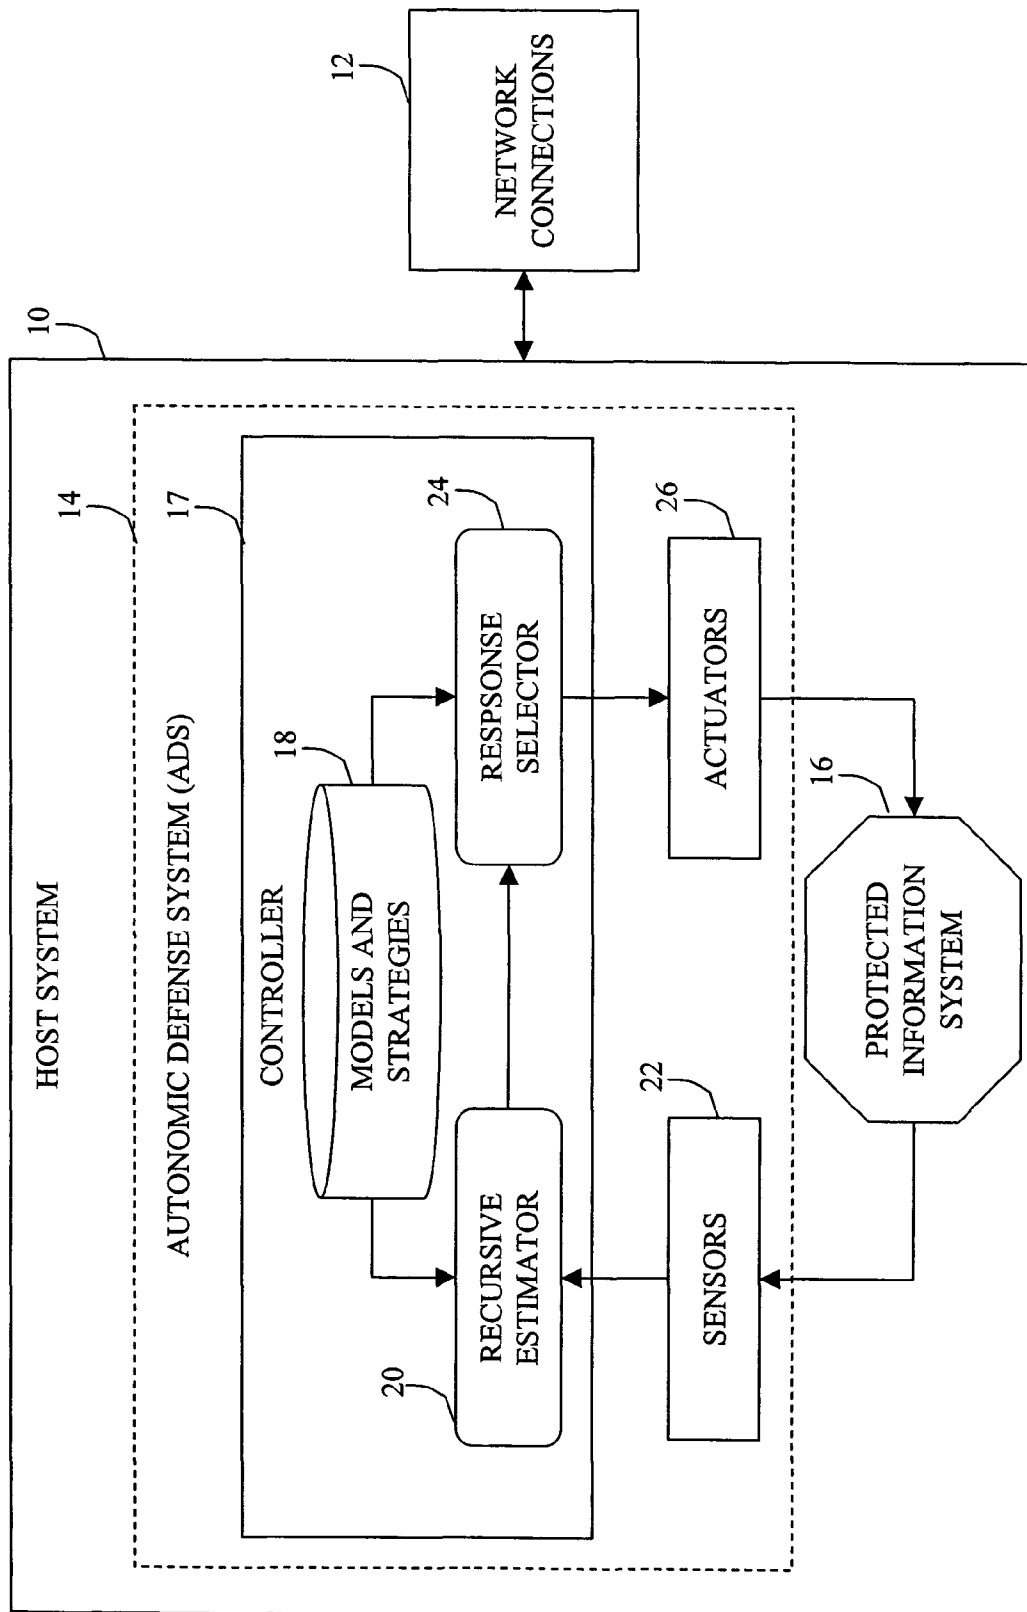 HOST SYSTEM
10
14
AUTONOMIC DEFENSE SYSTEM (ADS)
17
CONTROLLER
18
MODELS AND
STRATEGIES
20
RECURSIVE
ESTIMATOR
24
RESPSONSE
SELECTOR
22
SENSORS
26
ACTUATORS
16
PROTECTED
INFORMATION
SYSTEM
12
NETWORK
CONNECTIONS